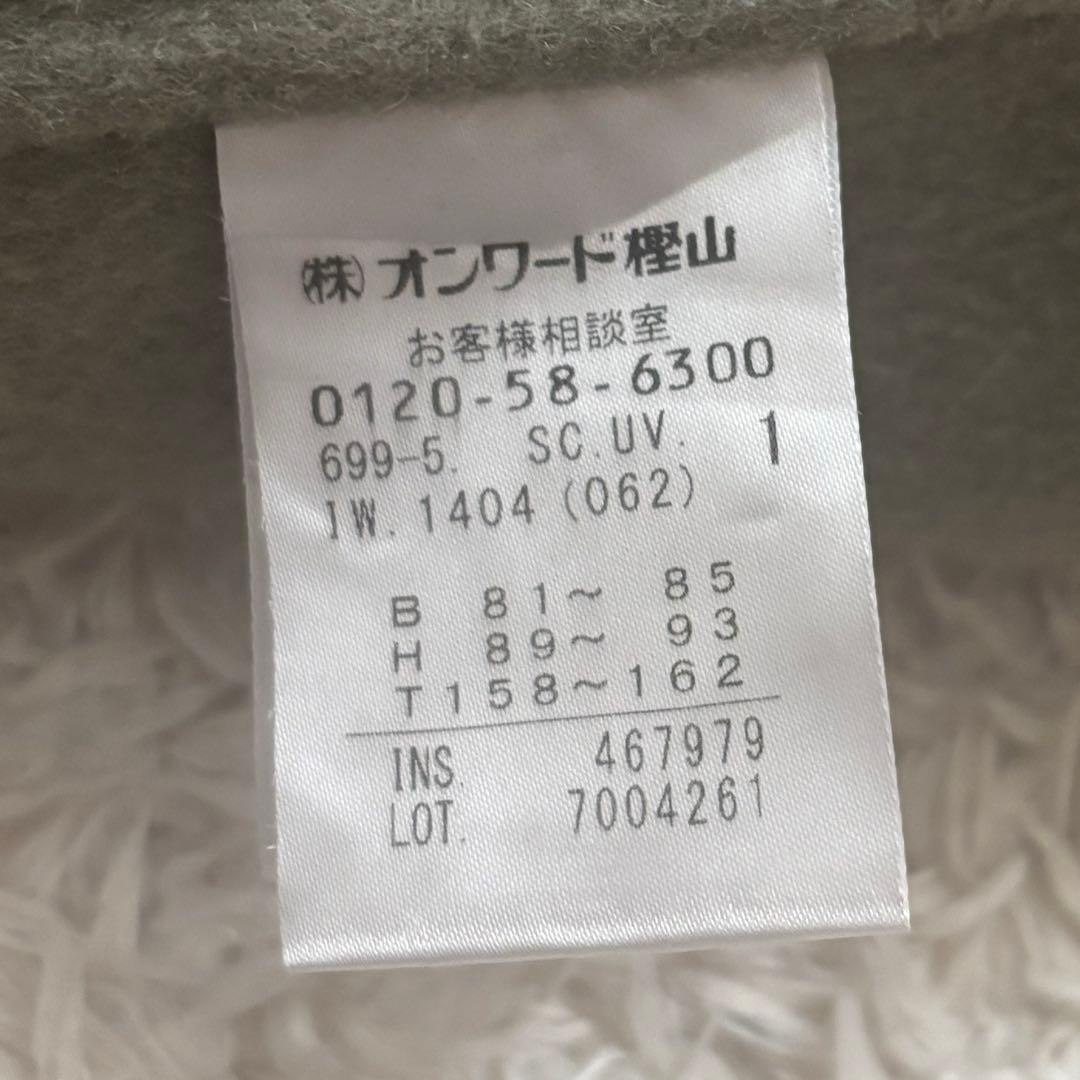 ㈱オンワード樫山
お客様相談室
0120-58-6300
699-5. SC.UV. 1
IW.1404(062)
B 81～ 85
H 89～ 93
T158～162
INS. 467979
LOT. 7004261